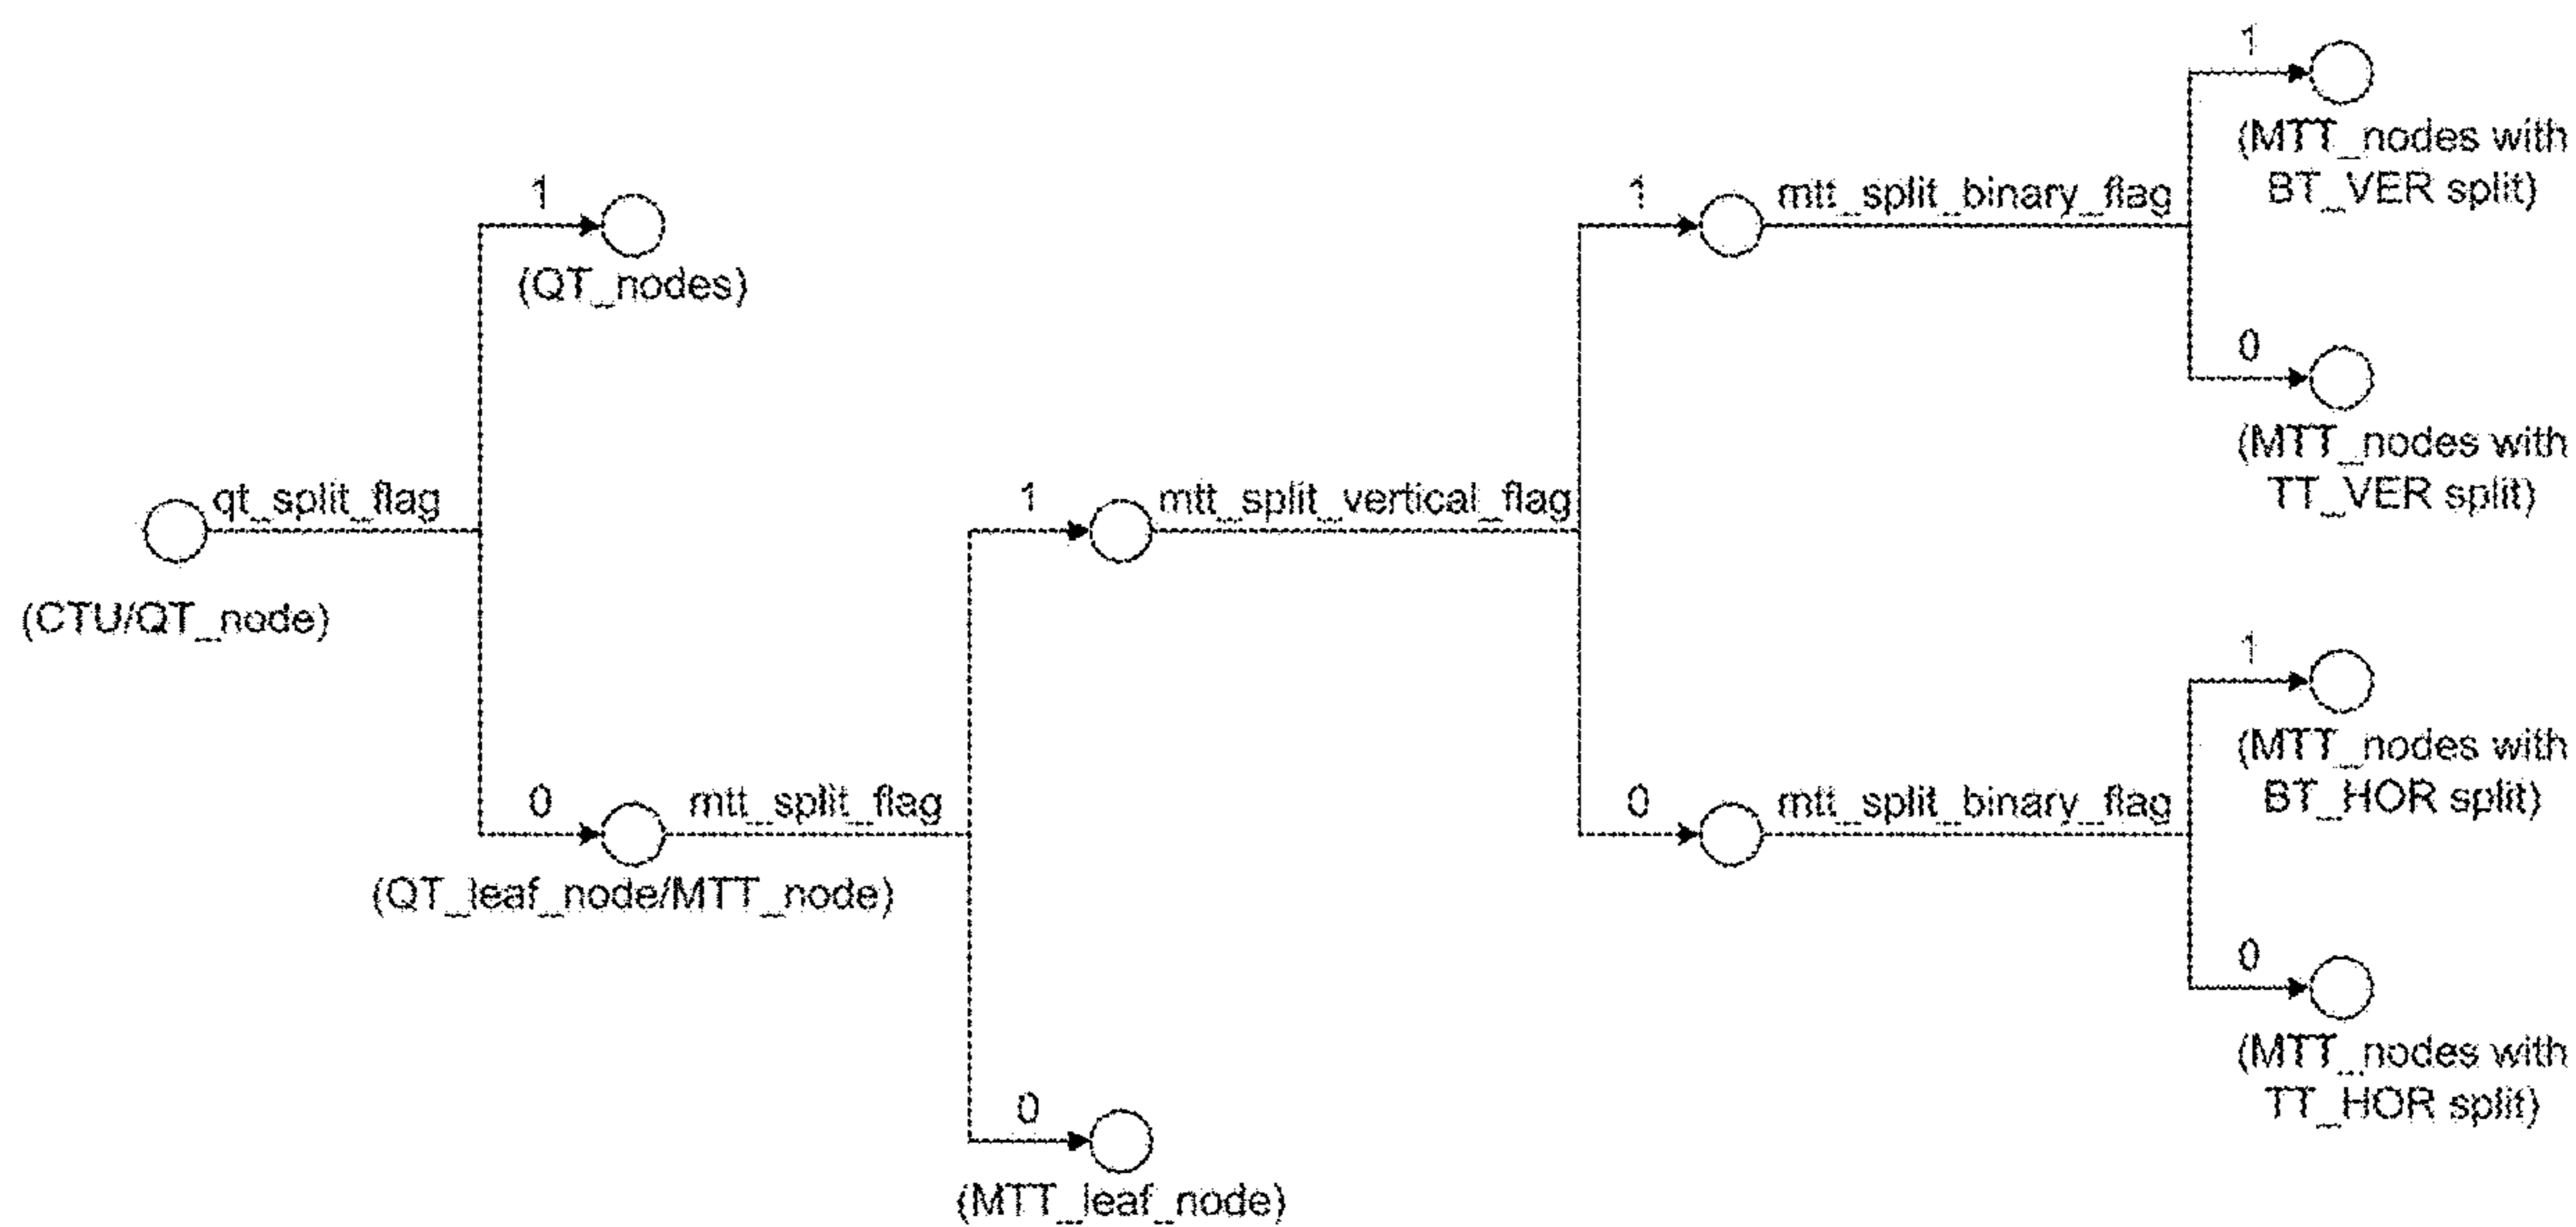 1
(MTT_nodes with
BT_VER split)
1
(QT_nodes)
1
mtt_split_binary_flag
0
(MTT_nodes with
TT_VER split)
qt_split_flag
(CTU/QT_node)
1
mtt_split_vertical_flag
0
mtt_split_flag
(QT_leaf_node/MTT_node)
0
mtt_split_binary_flag
1
(MTT_nodes with
BT_HOR split)
0
(MTT_nodes with
TT_HOR split)
0
(MTT_leaf_node)